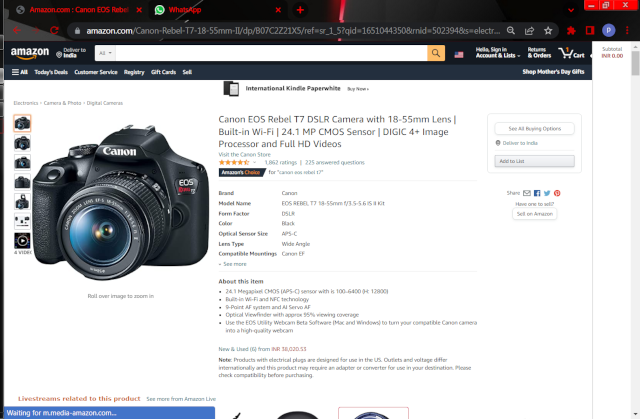 Amazon.com : Canon EOS Rebel
WhatsApp
amazon.com/Canon-Rebel-T7-18-55mm-II/dp/B07C2Z21X5/ref=sr_1_5?qid=1651044350&rnid=502394&s=electr...
amazon
Deliver to
India
All
Hello, Sign in
Account & Lists
Returns
& Orders
1
Cart
Subtotal
INR 0.00
All
Today's Deals
Customer Service
Registry
Gift Cards
Sell
Shop Mother's Day Gifts
International Kindle Paperwhite
Buy Now
Electronics › Camera & Photo › Digital Cameras
Canon EOS Rebel T7 DSLR Camera with 18-55mm Lens |
Built-in Wi-Fi | 24.1 MP CMOS Sensor | DIGIC 4+ Image
Processor and Full HD Videos
Visit the Canon Store
1,862 ratings | 225 answered questions
Amazon's Choice for "canon eos rebel t7"
See All Buying Options
Deliver to India
Add to List
Share
Have one to sell?
Sell on Amazon
Canon
EOS
4 VIDEO
Roll over image to zoom in
Brand Canon
Model Name EOS REBEL T7 18-55mm f/3.5-5.6 IS II Kit
Form Factor DSLR
Color Black
Optical Sensor Size APS-C
Lens Type Wide Angle
Compatible Mountings Canon EF
See more
About this item
24.1 Megapixel CMOS (APS-C) sensor with is 100–6400 (H: 12800)
Built-in Wi-Fi and NFC technology
9-Point AF system and AI Servo AF
Optical Viewfinder with approx 95% viewing coverage
Use the EOS Utility Webcam Beta Software (Mac and Windows) to turn your compatible Canon camera
into a high-quality webcam
New & Used (6) from INR 38,020.53
Note: Products with electrical plugs are designed for use in the US. Outlets and voltage differ
internationally and this product may require an adapter or converter for use in your destination. Please
check compatibility before purchasing.
Livestreams related to this product
See more from Amazon Live
Waiting for m.media-amazon.com...